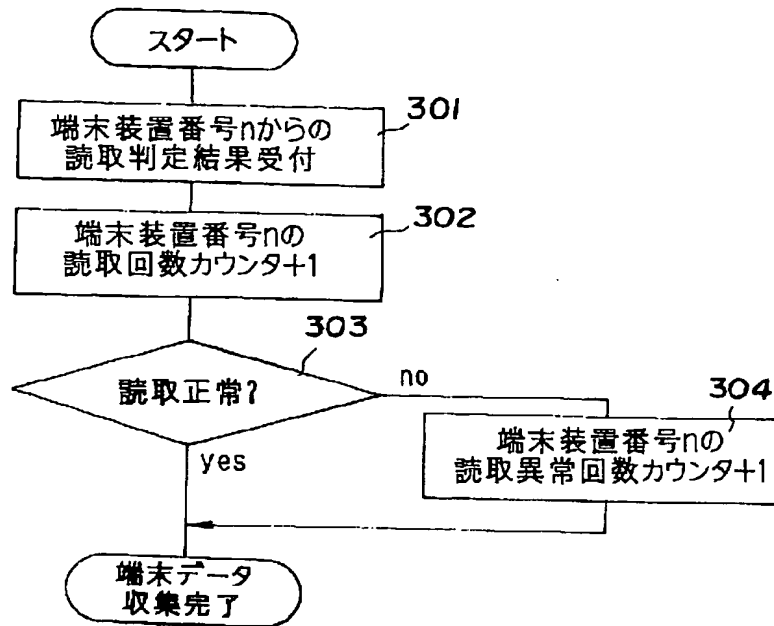 スタート
301
端末装置番号nからの
読取判定結果受付
302
端末装置番号nの
読取回数カウンタ+1
303
読取正常?
no
yes
304
端末装置番号nの
読取異常回数カウンタ+1
端末データ
収集完了